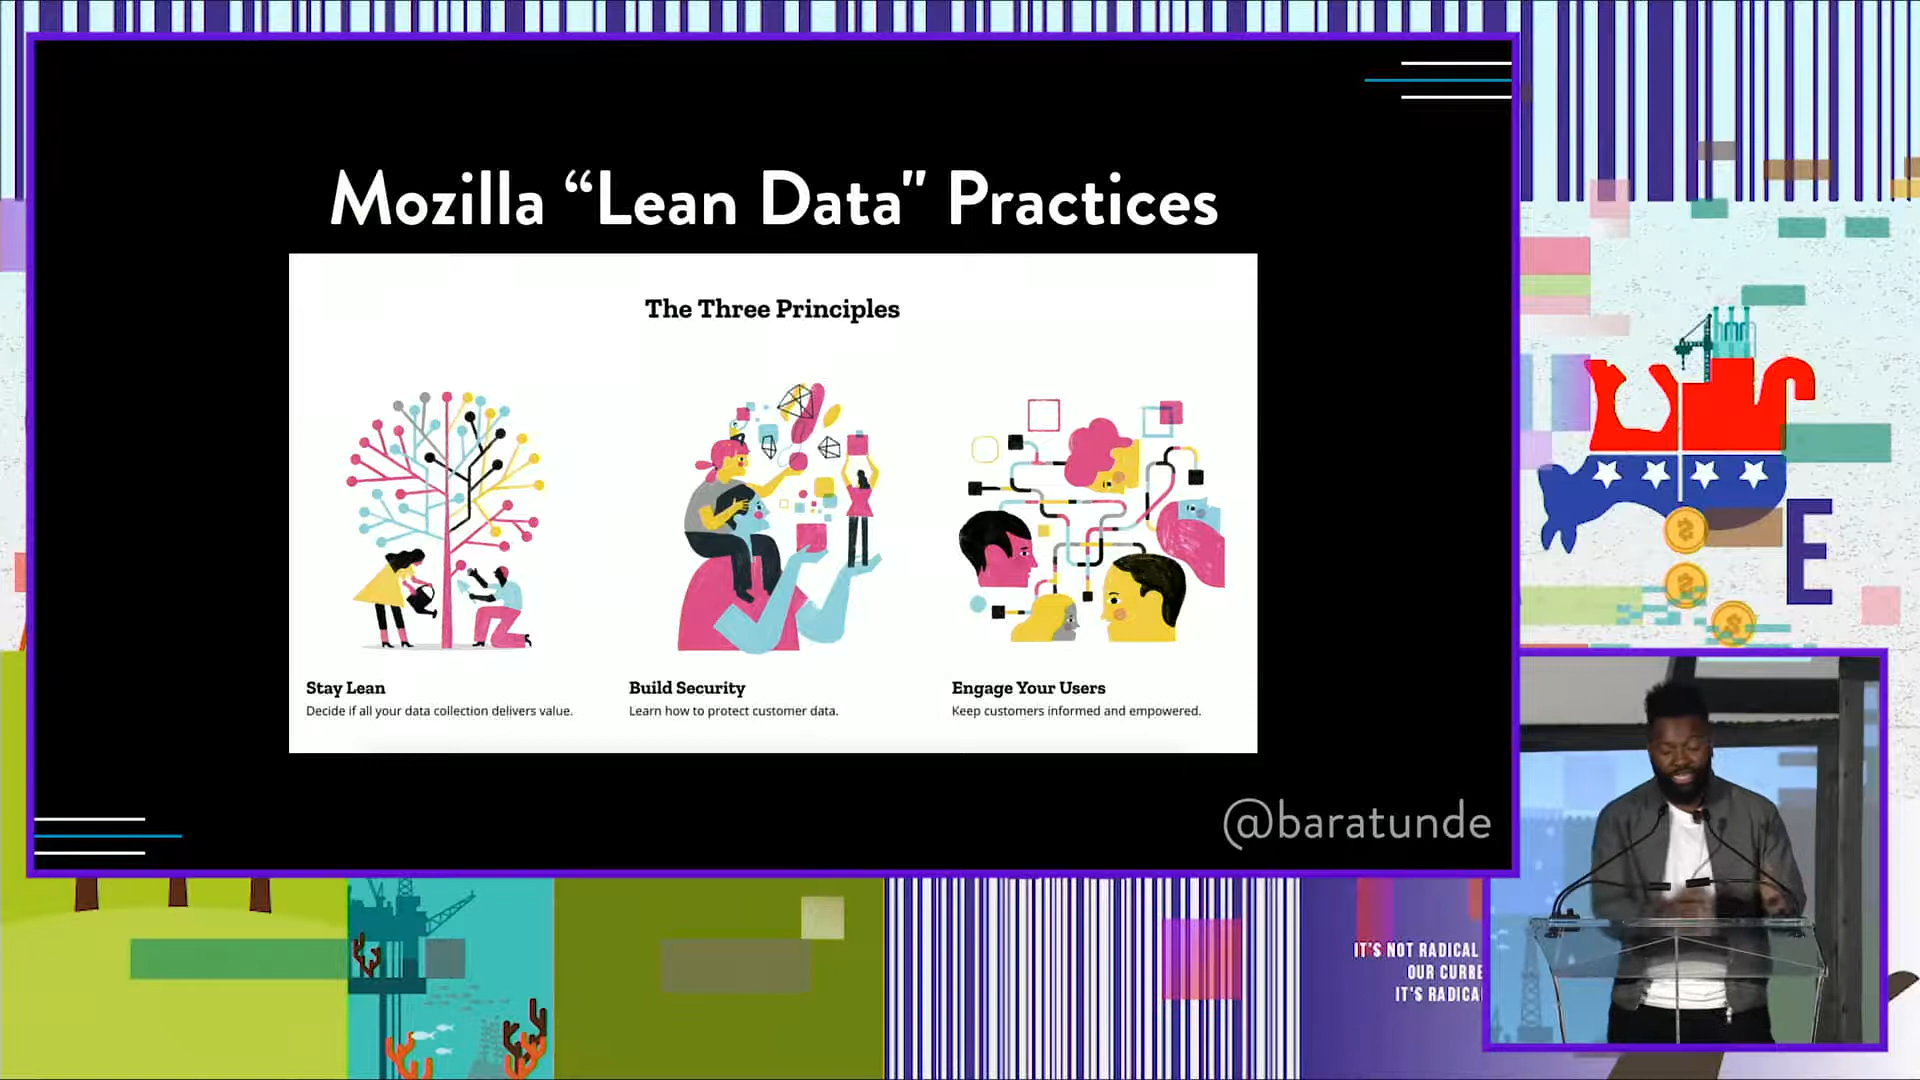 Mozilla “Lean Data" Practices
The Three Principles
Stay Lean
Decide if all your data collection delivers value.
Build Security
Learn how to protect customer data.
Engage Your Users
Keep customers informed and empowered.
@baratunde
E
IT'S NOT RADICAL
OUR CURRE
IT'S RADICA